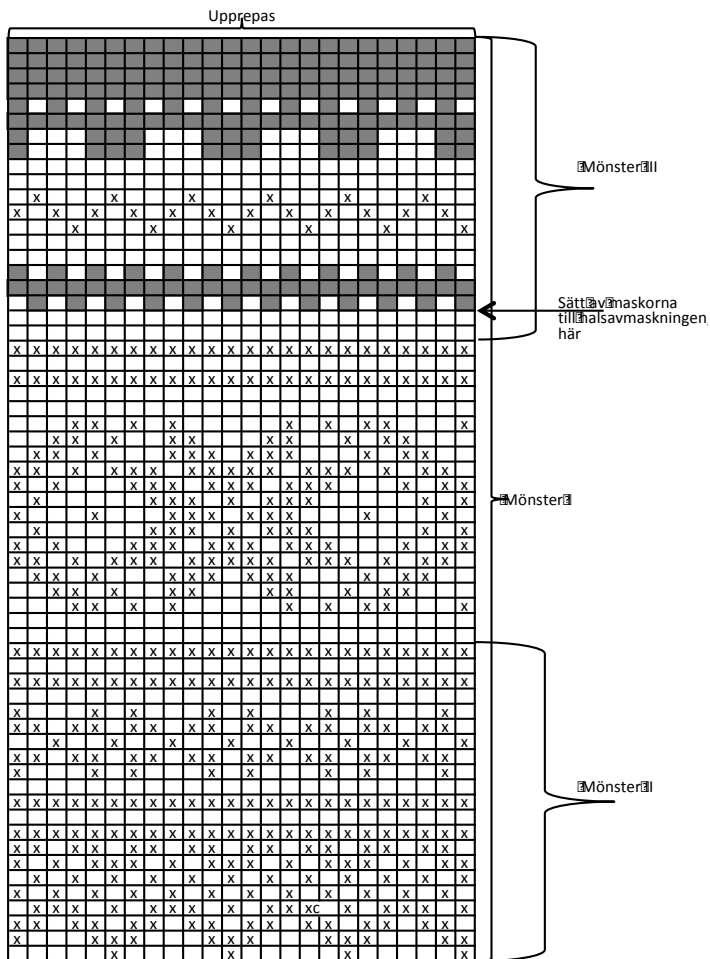 Upprepas
Mönster III
Sätt av maskorna
till halsavmaskningen,
här
Mönster I
Mönster II